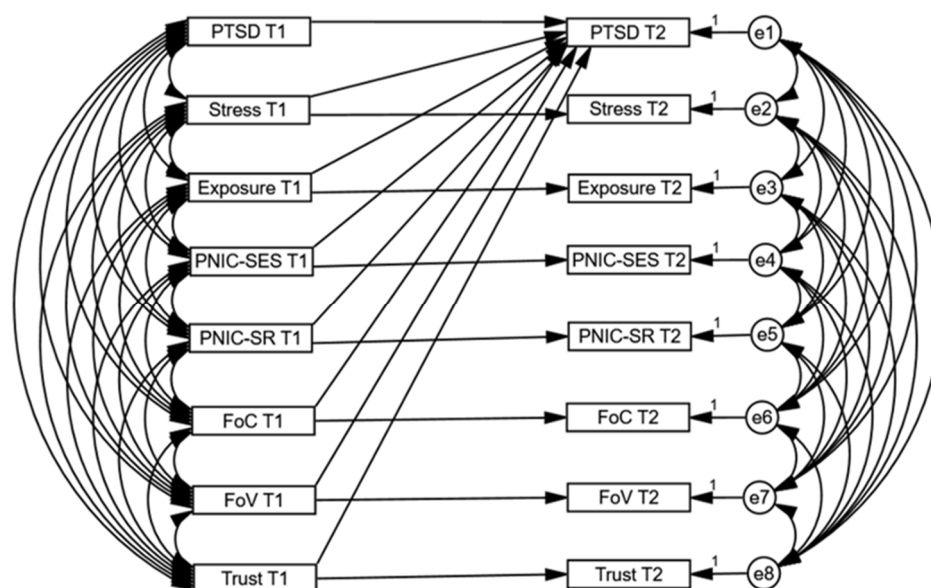 PTSD T1 PTSD T2 1 e1
Stress T1 Stress T2 1 e2
Exposure T1 Exposure T2 1 e3
PNIC-SES T1 PNIC-SES T2 1 e4
PNIC-SR T1 PNIC-SR T2 1 e5
FoC T1 FoC T2 1 e6
FoV T1 FoV T2 1 e7
Trust T1 Trust T2 1 e8